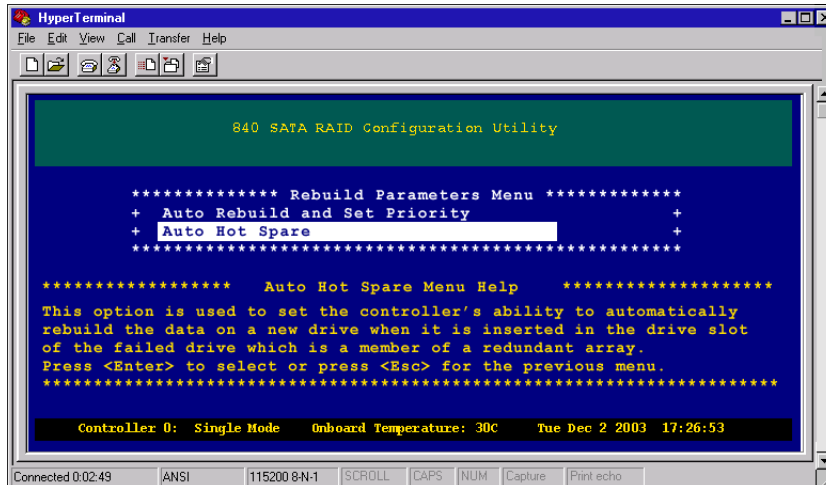 HyperTerminal
File Edit View Call Transfer Help
840 SATA RAID Configuration Utility
************** Rebuild Parameters Menu *************
+ Auto Rebuild and Set Priority +
+ Auto Hot Spare +
****************************************************
****************** Auto Hot Spare Menu Help ********************
This option is used to set the controller's ability to automatically
rebuild the data on a new drive when it is inserted in the drive slot
of the failed drive which is a member of a redundant array.
Press <Enter> to select or press <Esc> for the previous menu.
**********************************************************************
Controller 0: Single Mode Onboard Temperature: 30C Tue Dec 2 2003 17:26:53
Connected 0:02:49 ANSI 115200 8-N-1 SCROLL CAPS NUM Capture Print echo